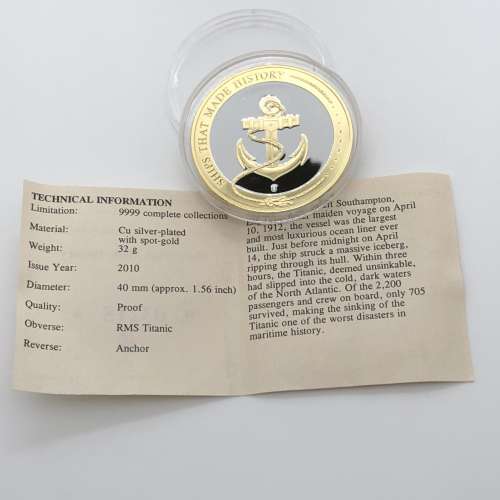 SHIPS THAT MADE HISTORY
TECHNICAL INFORMATION
Limitation: 9999 complete collections
Material: Cu silver-plated
with spot-gold
Weight: 32 g
Issue Year: 2010
Diameter: 40 mm (approx. 1.56 inch)
Quality: Proof
Obverse: RMS Titanic
Reverse: Anchor
Southampton,
maiden voyage on April
10, 1912, the vessel was the largest
and most luxurious ocean liner ever
built. Just before midnight on April
14, the ship struck a massive iceberg,
ripping through its hull. Within three
hours, the Titanic, deemed unsinkable,
had slipped into the cold, dark waters
of the North Atlantic. Of the 2,200
passengers and crew on board, only 705
survived, making the sinking of the
Titanic one of the worst disasters in
maritime history.